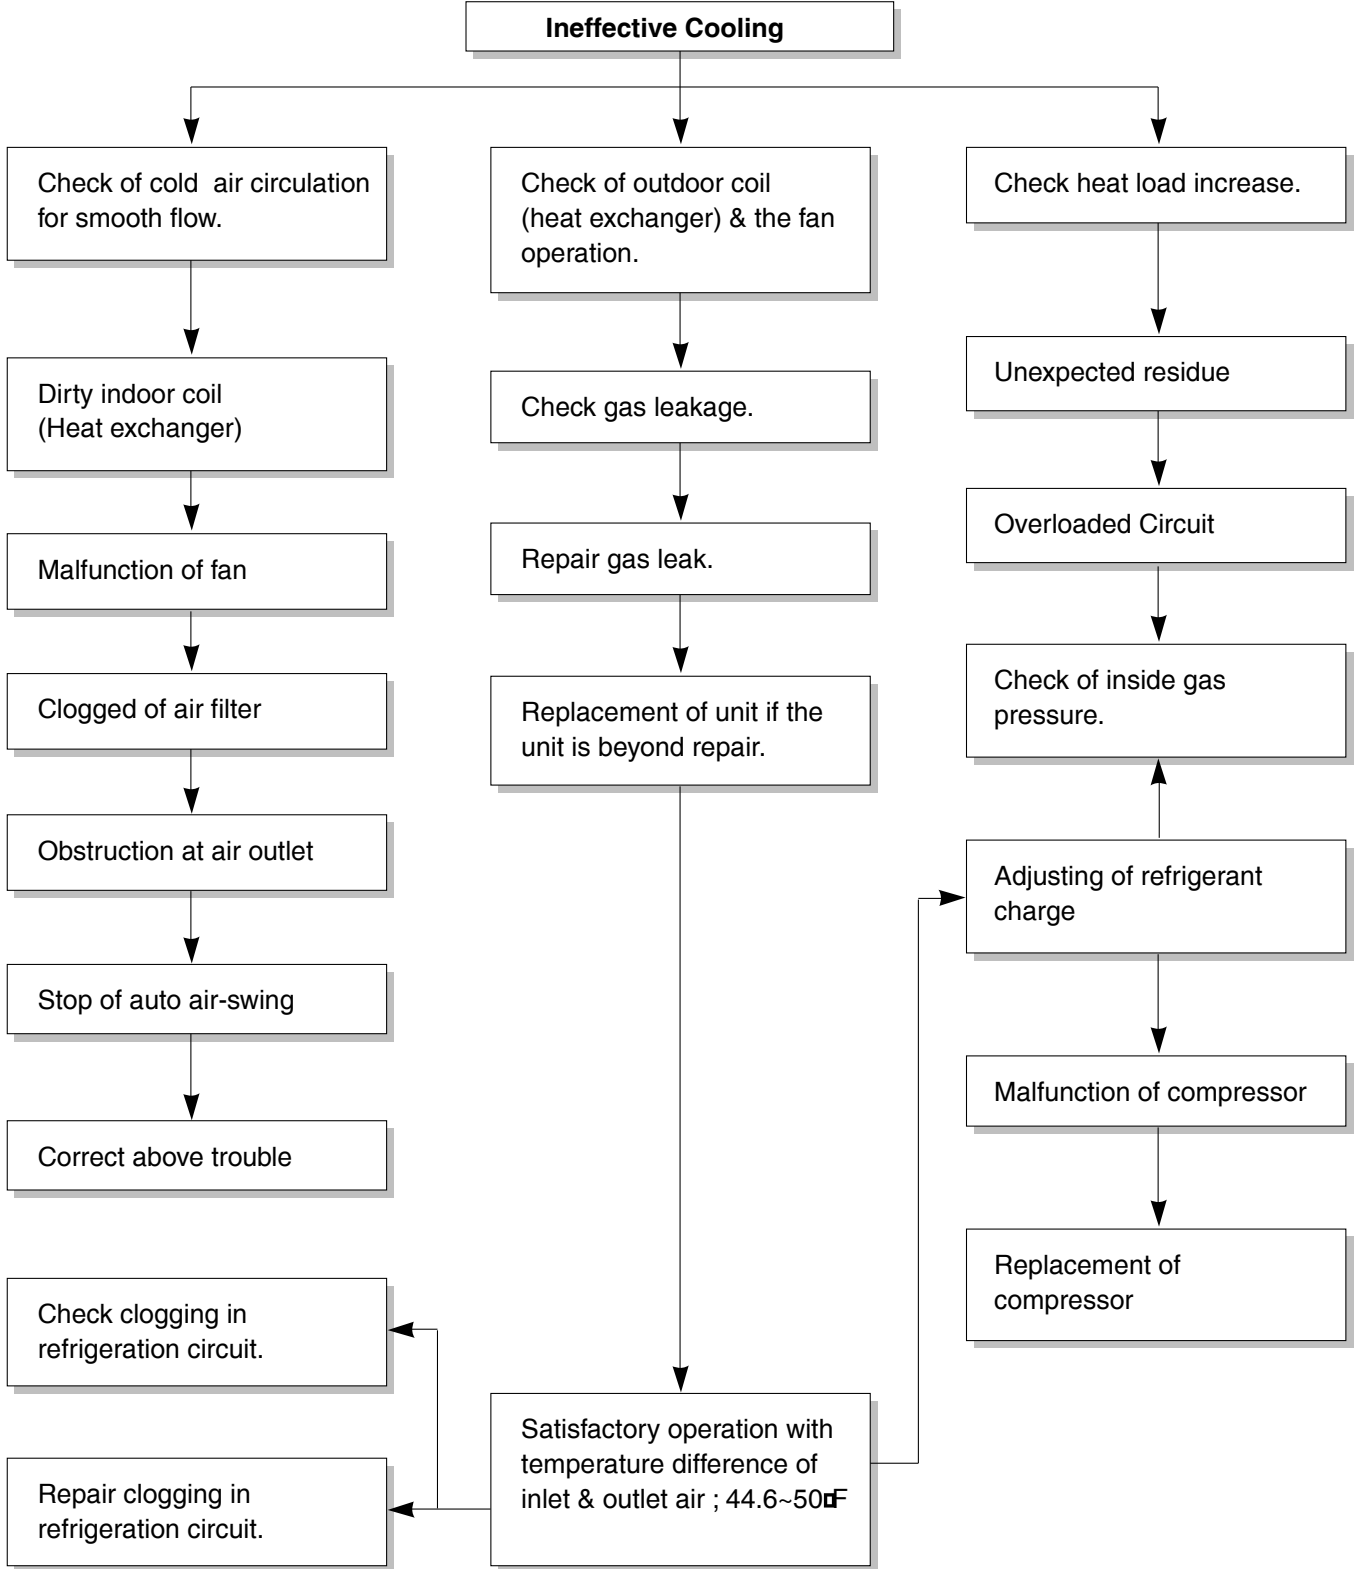 Ineffective Cooling
Check of cold air circulation
for smooth flow.
Dirty indoor coil
(Heat exchanger)
Malfunction of fan
Clogged of air filter
Obstruction at air outlet
Stop of auto air-swing
Correct above trouble
Check clogging in
refrigeration circuit.
Repair clogging in
refrigeration circuit.
Check of outdoor coil
(heat exchanger) & the fan
operation.
Check gas leakage.
Repair gas leak.
Replacement of unit if the
unit is beyond repair.
Satisfactory operation with
temperature difference of
inlet & outlet air ; 44.6~50□F
Check heat load increase.
Unexpected residue
Overloaded Circuit
Check of inside gas
pressure.
Adjusting of refrigerant
charge
Malfunction of compressor
Replacement of
compressor